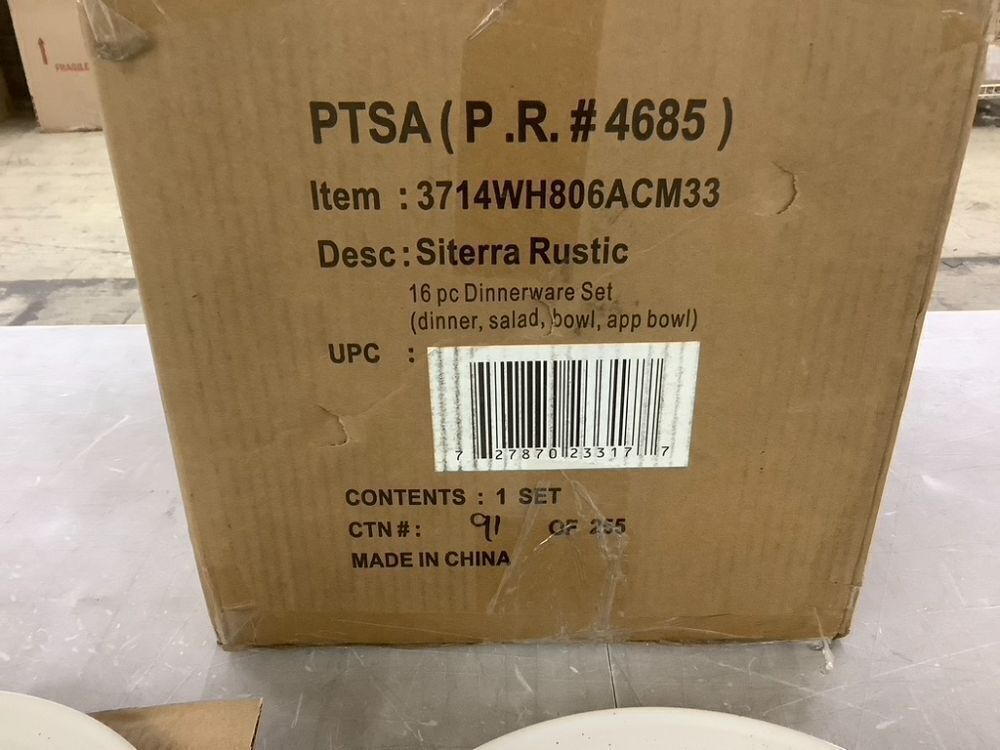 FRAGILE
PTSA ( P .R. # 4685 )
Item : 3714WH806ACM33
Desc : Siterra Rustic
16 pc Dinnerware Set
(dinner, salad, bowl, app bowl)
UPC :
7 27870 23317 7
CONTENTS : 1 SET
CTN # : 91 OF 265
MADE IN CHINA